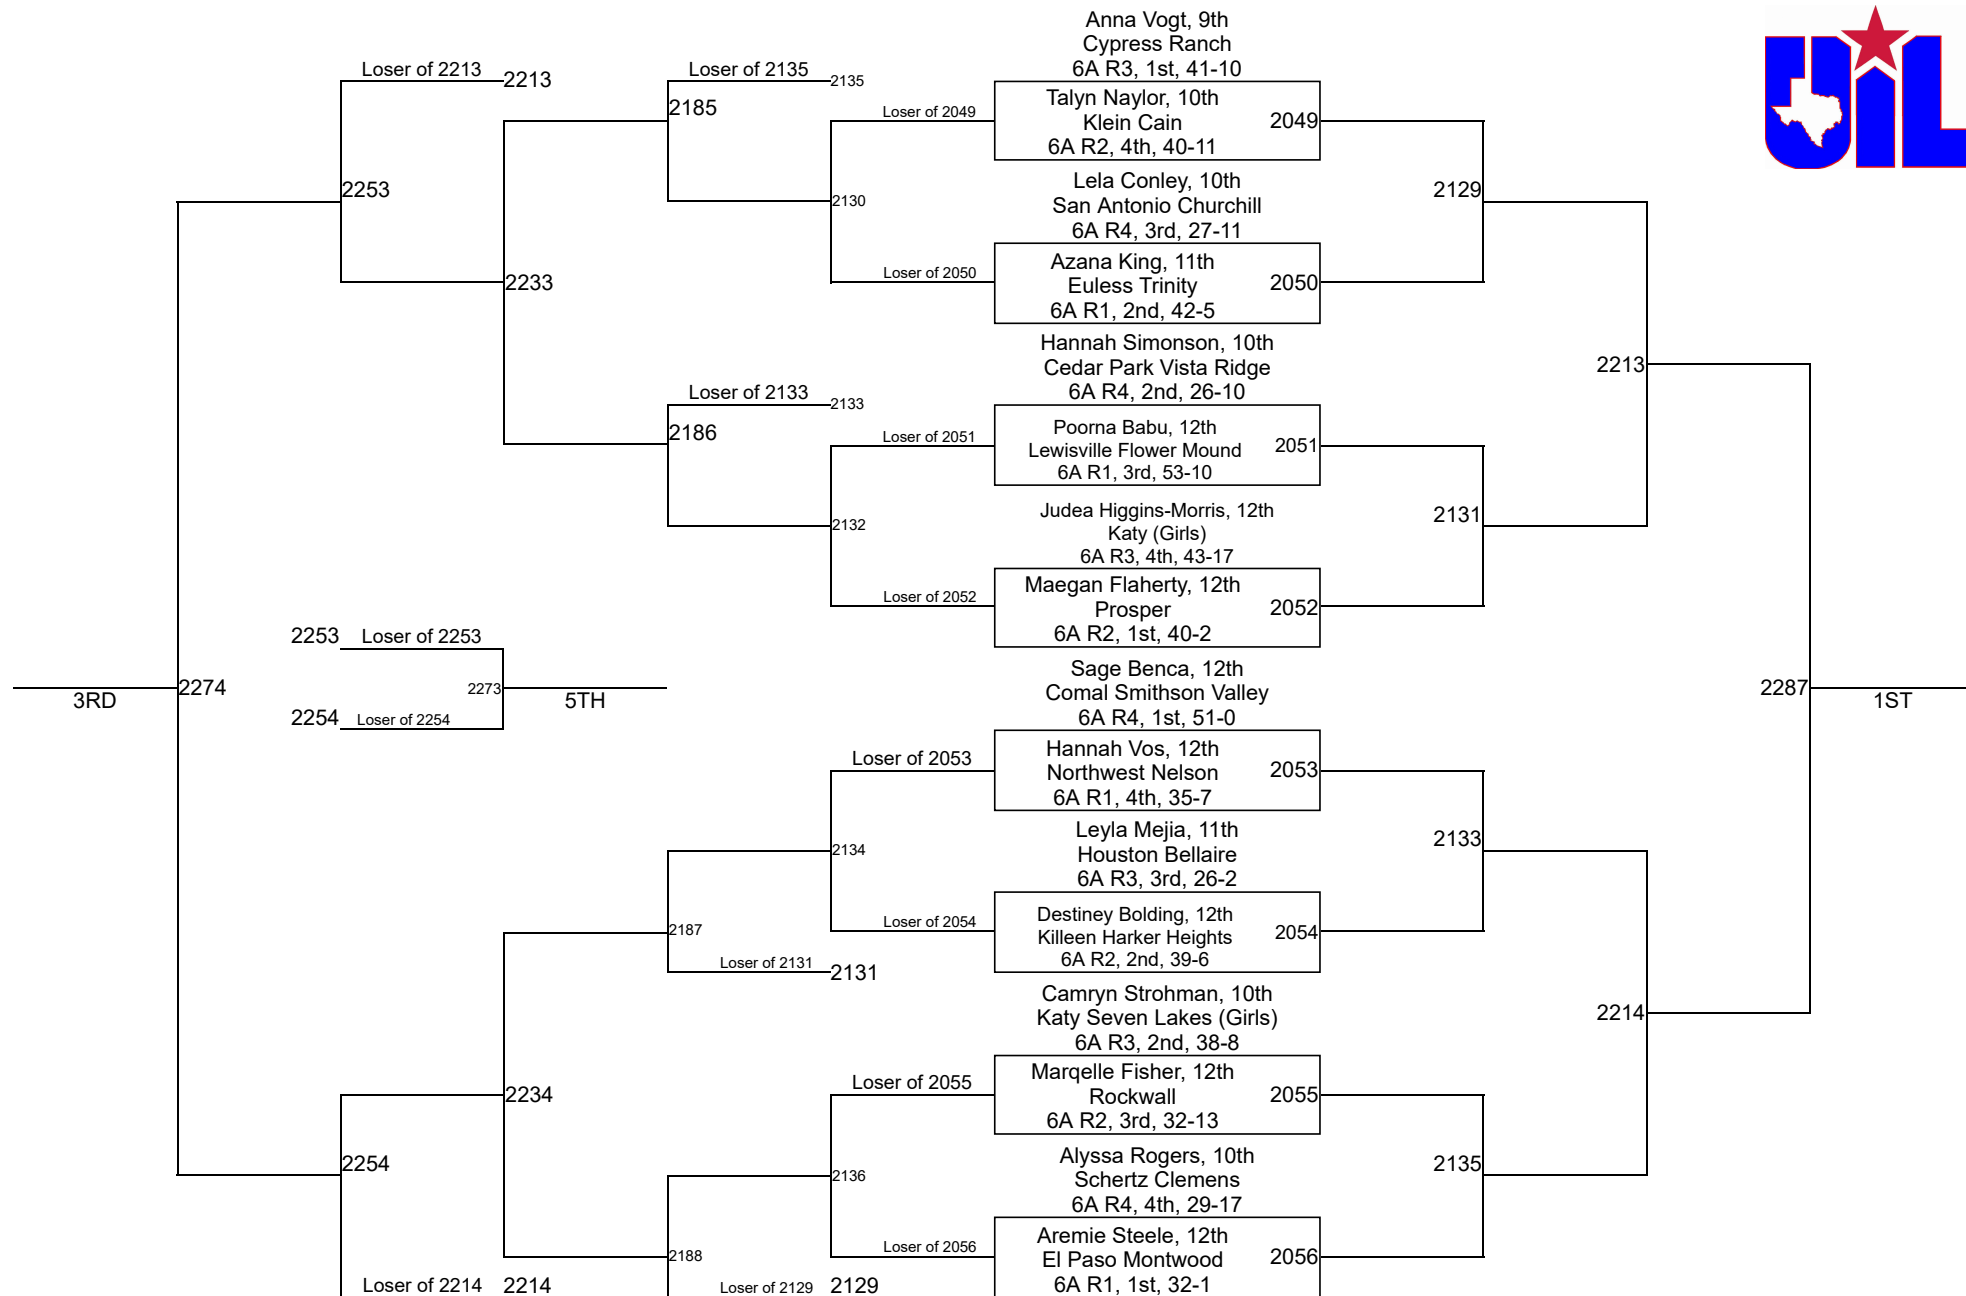 Anna Vogt, 9th
Cypress Ranch
6A R3, 1st, 41-10
UIL
Loser of 2213 2213
Loser of 2135 2135
2185
Loser of 2049
Talyn Naylor, 10th
Klein Cain
6A R2, 4th, 40-11
2049
2253
2130
Lela Conley, 10th
San Antonio Churchill
6A R4, 3rd, 27-11
2129
2233
Loser of 2050
Azana King, 11th
Euless Trinity
6A R1, 2nd, 42-5
2050
Hannah Simonson, 10th
Cedar Park Vista Ridge
6A R4, 2nd, 26-10
2213
Loser of 2133 2133
2186
Loser of 2051
Poorna Babu, 12th
Lewisville Flower Mound
6A R1, 3rd, 53-10
2051
2132
Judea Higgins-Morris, 12th
Katy (Girls)
6A R3, 4th, 43-17
2131
Loser of 2052
Maegan Flaherty, 12th
Prosper
6A R2, 1st, 40-2
2052
2253 Loser of 2253
3RD
2274
2273
5TH
2254 Loser of 2254
Sage Benca, 12th
Comal Smithson Valley
6A R4, 1st, 51-0
2287
1ST
Loser of 2053
Hannah Vos, 12th
Northwest Nelson
6A R1, 4th, 35-7
2053
2134
Leyla Mejia, 11th
Houston Bellaire
6A R3, 3rd, 26-2
2133
2187
Loser of 2054
Destiney Bolding, 12th
Killeen Harker Heights
6A R2, 2nd, 39-6
2054
Loser of 2131 2131
Camryn Strohman, 10th
Katy Seven Lakes (Girls)
6A R3, 2nd, 38-8
2214
2234
Loser of 2055
Marqelle Fisher, 12th
Rockwall
6A R2, 3rd, 32-13
2055
2254
2136
Alyssa Rogers, 10th
Schertz Clemens
6A R4, 4th, 29-17
2135
2188
Loser of 2056
Aremie Steele, 12th
El Paso Montwood
6A R1, 1st, 32-1
2056
Loser of 2214 2214
Loser of 2129 2129